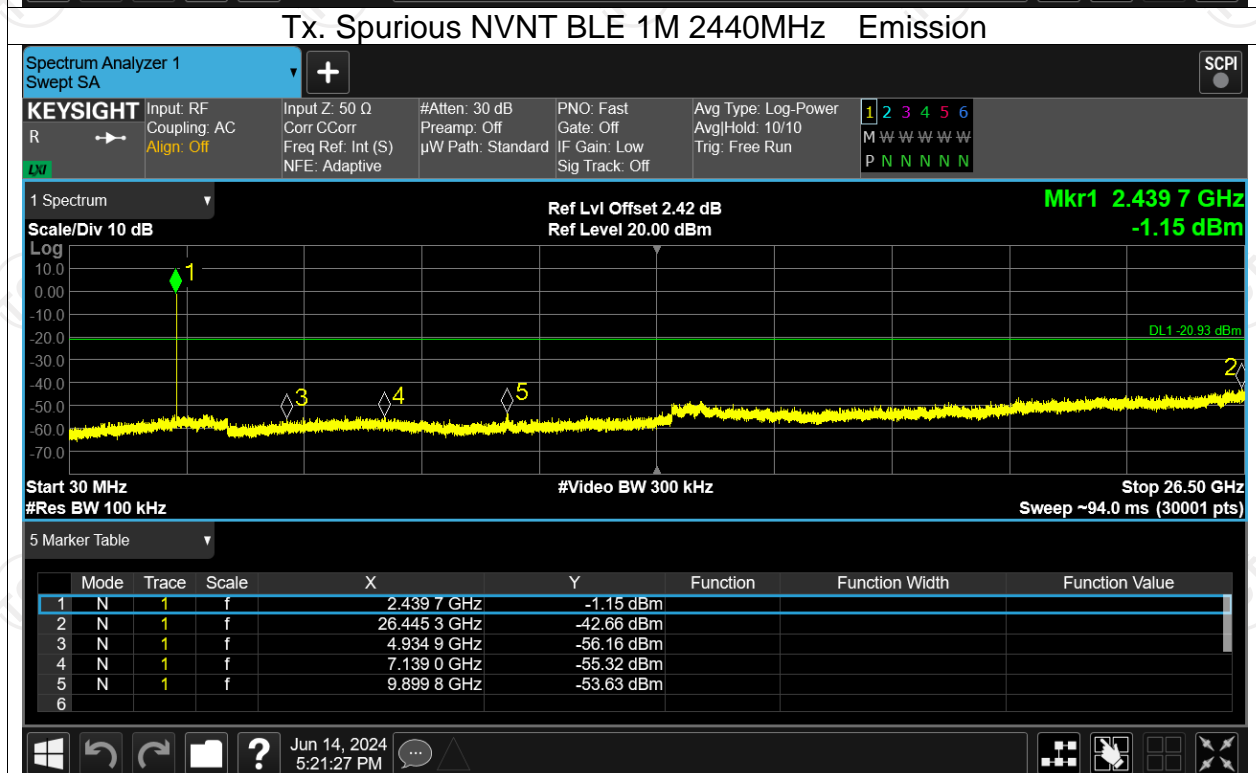 Tx. Spurious NVNT BLE 1M 2440MHz Emission
Spectrum Analyzer 1
Swept SA
SCPI
KEYSIGHT Input: RF Input Z: 50 Ω #Atten: 30 dB PNO: Fast Avg Type: Log-Power 1 2 3 4 5 6
R Coupling: AC Corr CCorr Preamp: Off Gate: Off Avg|Hold: 10/10 M W W W W W
Align: Off Freq Ref: Int (S) µW Path: Standard IF Gain: Low Trig: Free Run
LXI NFE: Adaptive Sig Track: Off P N N N N N
1 Spectrum
Ref Lvl Offset 2.42 dB
Mkr1 2.439 7 GHz
Scale/Div 10 dB
Ref Level 20.00 dBm
-1.15 dBm
Log
10.0
0.00
-10.0
-20.0
-30.0
-40.0
-50.0
-60.0
-70.0
1
DL1 -20.93 dBm
2
3
4
5
Start 30 MHz #Video BW 300 kHz Stop 26.50 GHz
#Res BW 100 kHz Sweep ~94.0 ms (30001 pts)
5 Marker Table
Mode Trace Scale X Y Function Function Width Function Value
1 N 1 f 2.439 7 GHz -1.15 dBm
2 N 1 f 26.445 3 GHz -42.66 dBm
3 N 1 f 4.934 9 GHz -56.16 dBm
4 N 1 f 7.139 0 GHz -55.32 dBm
5 N 1 f 9.899 8 GHz -53.63 dBm
6
? Jun 14, 2024
5:21:27 PM